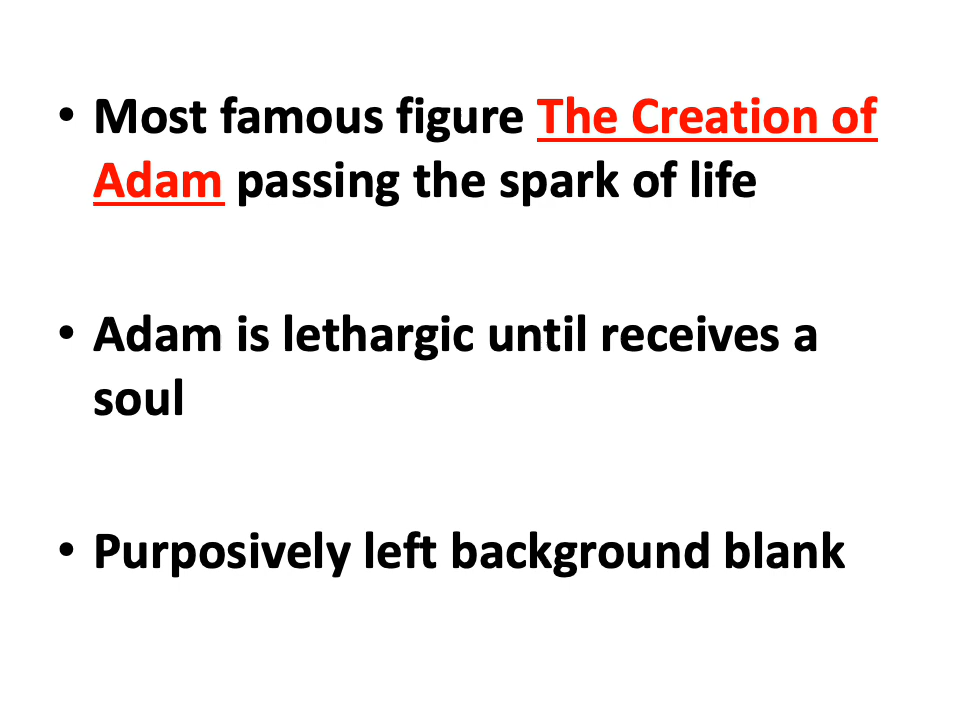 • Most famous figure The Creation of
Adam passing the spark of life
• Adam is lethargic until receives a
soul
• Purposively left background blank